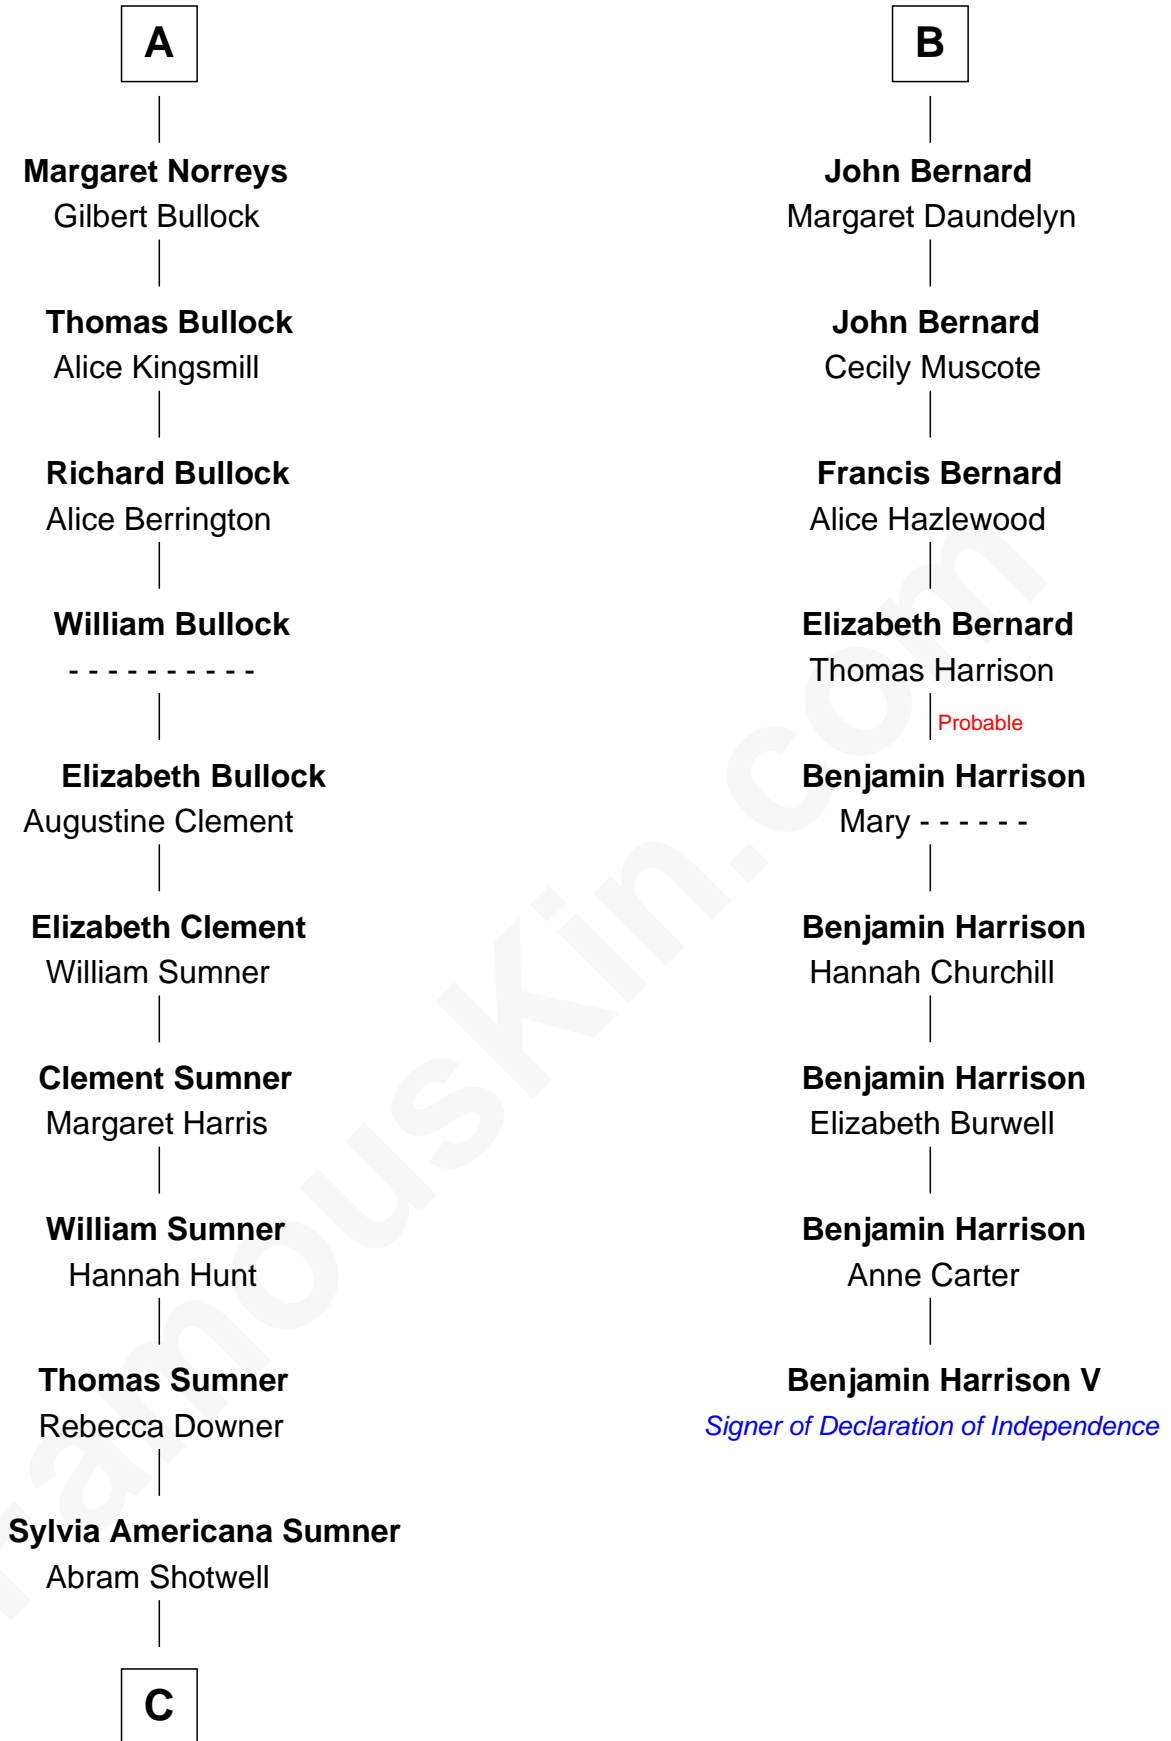 A
Margaret Norreys
Gilbert Bullock
Thomas Bullock
Alice Kingsmill
Richard Bullock
Alice Berrington
William Bullock
- - - - - - - - - -
Elizabeth Bullock
Augustine Clement
Elizabeth Clement
William Sumner
Clement Sumner
Margaret Harris
William Sumner
Hannah Hunt
Thomas Sumner
Rebecca Downer
Sylvia Americana Sumner
Abram Shotwell
C
B
John Bernard
Margaret Daundelyn
John Bernard
Cecily Muscote
Francis Bernard
Alice Hazlewood
Elizabeth Bernard
Thomas Harrison
Probable
Benjamin Harrison
Mary - - - - - -
Benjamin Harrison
Hannah Churchill
Benjamin Harrison
Elizabeth Burwell
Benjamin Harrison
Anne Carter
Benjamin Harrison V
Signer of Declaration of Independence
FamousKin.com